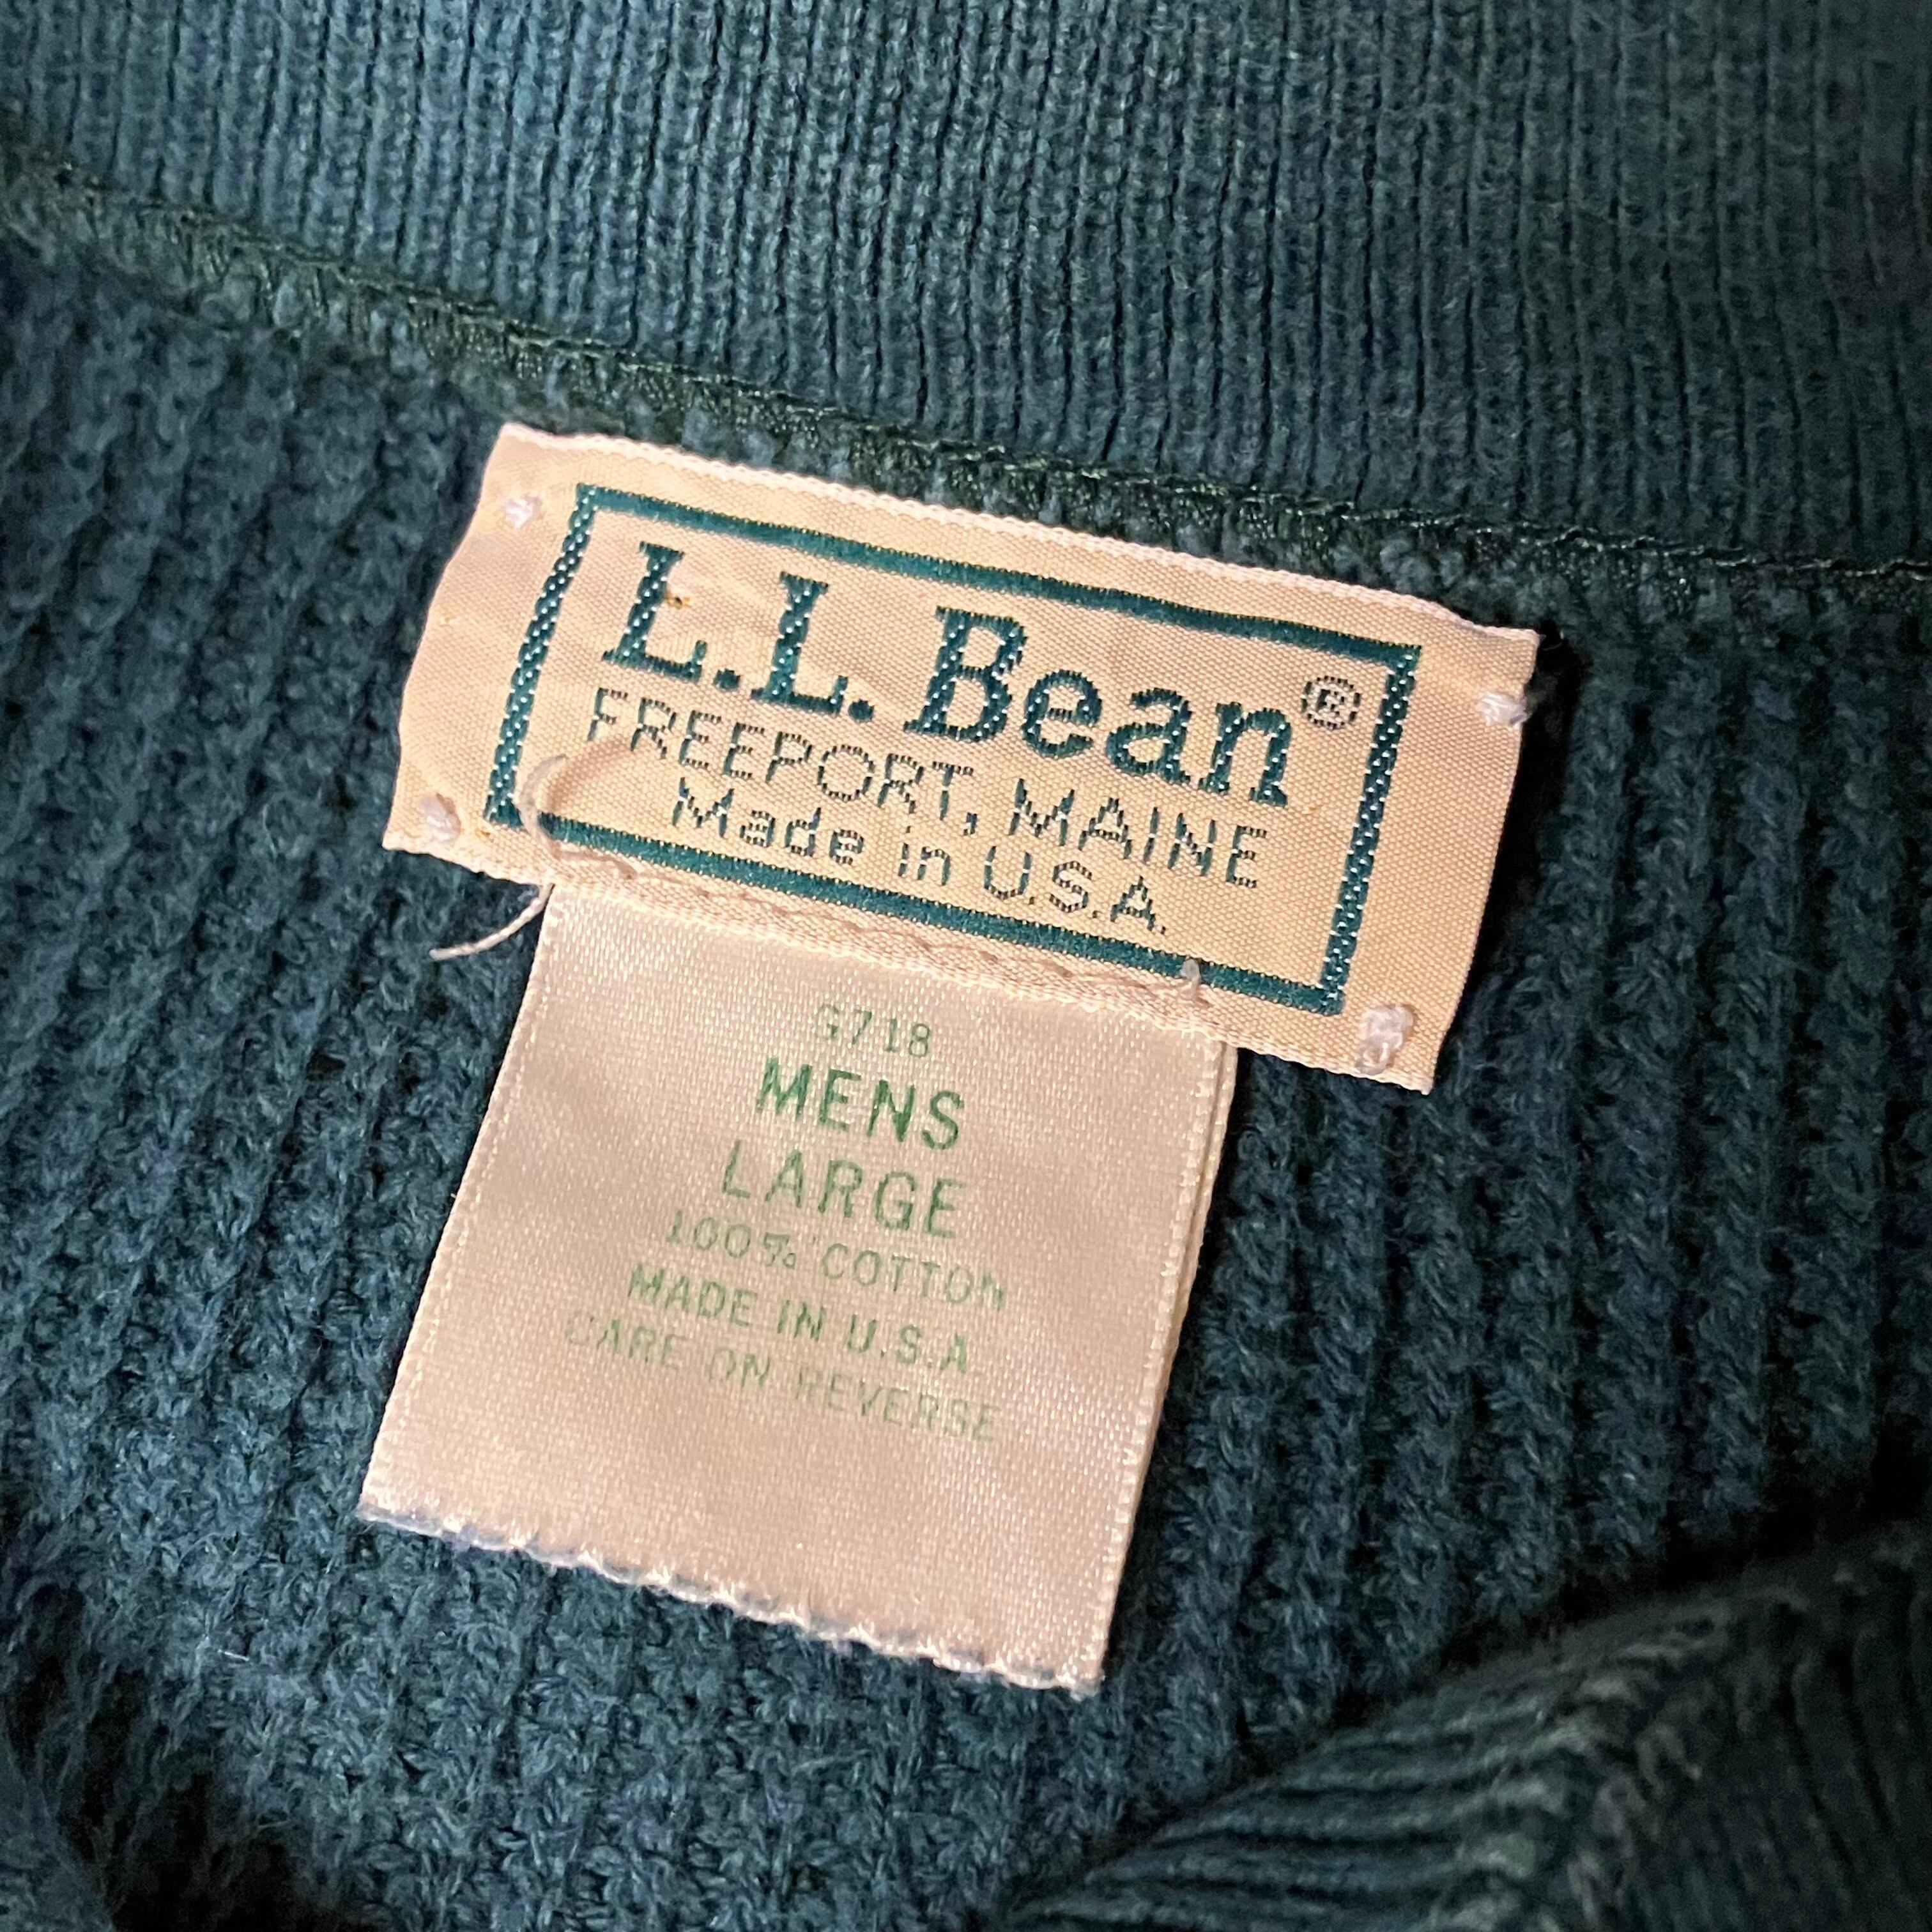 L.L.Bean®
FREEPORT, MAINE
Made in U.S.A.
G718
MENS
LARGE
100% COTTON
MADE IN U.S.A.
CARE ON REVERSE